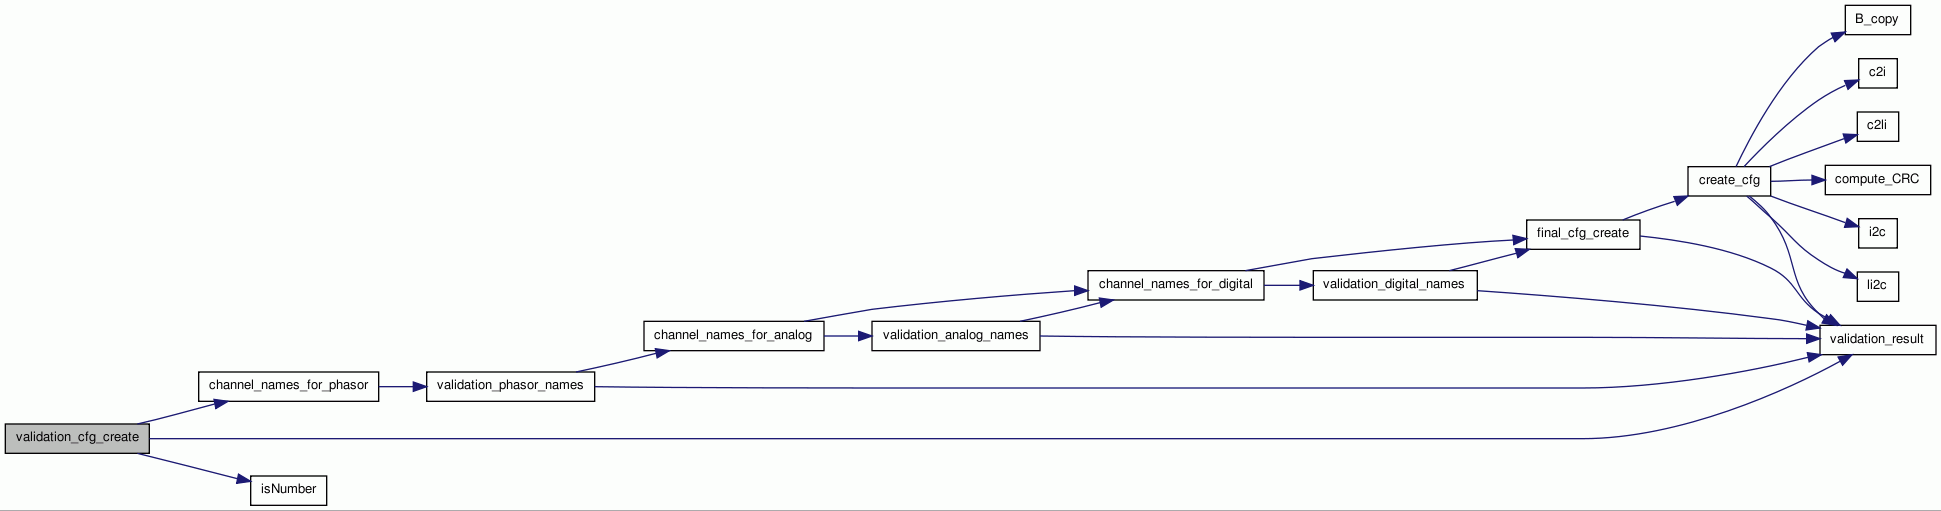 B_copy
c2i
c2li
create_cfg
compute_CRC
final_cfg_create
i2c
channel_names_for_digital
validation_digital_names
li2c
channel_names_for_analog
validation_analog_names
validation_result
channel_names_for_phasor
validation_phasor_names
validation_cfg_create
isNumber